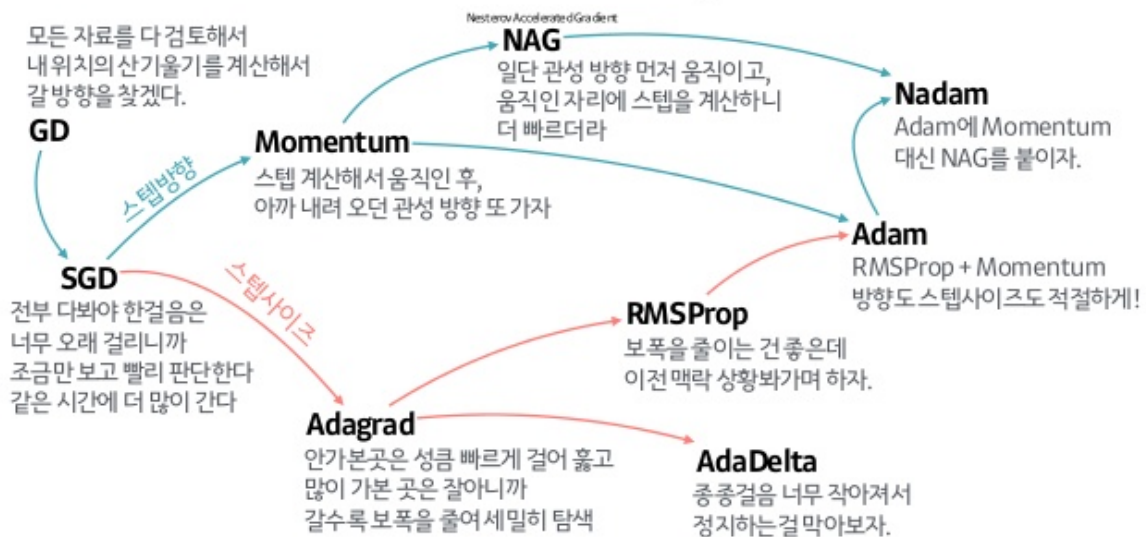 모든 자료를 다 검토해서
내 위치의 산기울기를 계산해서
갈 방향을 찾겠다.
GD
스텝방향
SGD
전부 다봐야 한걸음은
너무 오래 걸리니까
조금만 보고 빨리 판단한다
같은 시간에 더 많이 간다
Momentum
스텝 계산해서 움직인 후,
아까 내려 오던 관성 방향 또 가자
Nesterov Accelerated Gradient
NAG
일단 관성 방향 먼저 움직이고,
움직인 자리에 스텝을 계산하니
더 빠르더라
Nadam
Adam에 Momentum
대신 NAG를 붙이자.
Adam
RMSProp + Momentum
방향도 스텝사이즈도 적절하게!
스텝사이즈
Adagrad
안가본곳은 성큼 빠르게 걸어 훓고
많이 가본 곳은 잘아니까
갈수록 보폭을 줄여 세밀히 탐색
RMSProp
보폭을 줄이는 건 좋은데
이전 맥락 상황봐가며 하자.
AdaDelta
종종걸음 너무 작아져서
정지하는걸 막아보자.